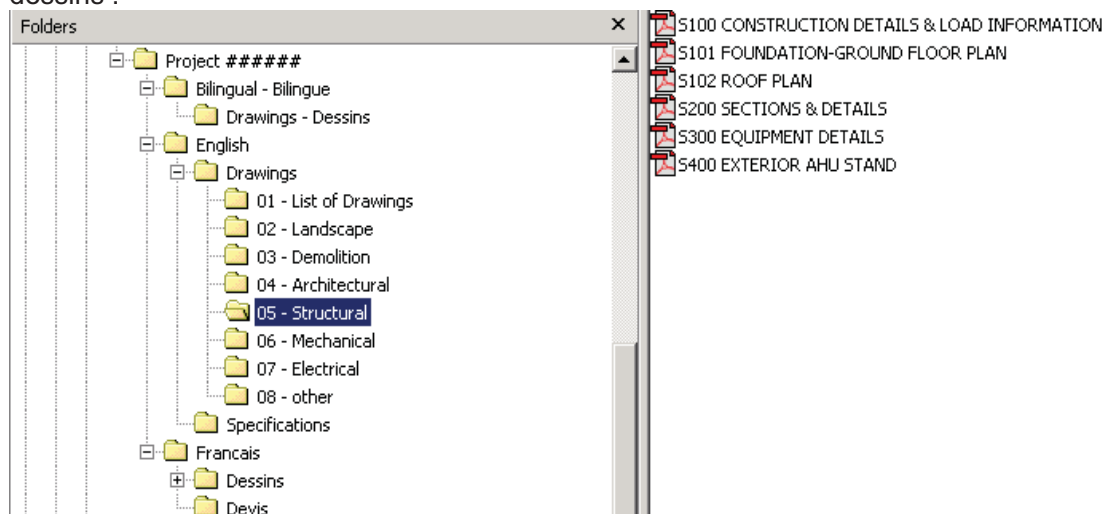 dessins :
Folders
Project ######
Bilingual - Bilingue
Drawings - Dessins
English
Drawings
01 - List of Drawings
02 - Landscape
03 - Demolition
04 - Architectural
05 - Structural
06 - Mechanical
07 - Electrical
08 - other
Specifications
Francais
Dessins
Devis
S100 CONSTRUCTION DETAILS & LOAD INFORMATION
S101 FOUNDATION-GROUND FLOOR PLAN
S102 ROOF PLAN
S200 SECTIONS & DETAILS
S300 EQUIPMENT DETAILS
S400 EXTERIOR AHU STAND